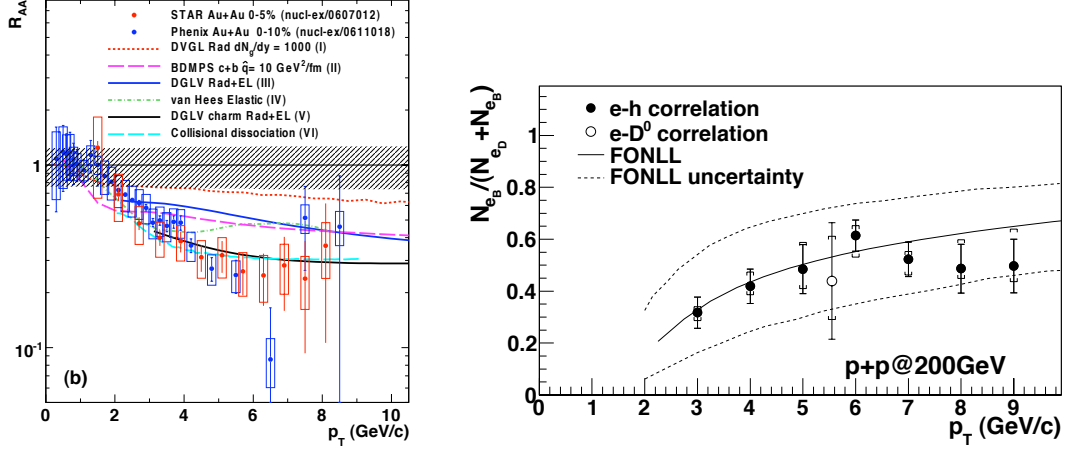 R_AA
STAR Au+Au 0-5% (nucl-ex/0607012)
Phenix Au+Au 0-10% (nucl-ex/0611018)
DVGL Rad dN_g/dy = 1000 (I)
BDMPS c+b q̂= 10 GeV²/fm (II)
DGLV Rad+EL (III)
van Hees Elastic (IV)
DGLV charm Rad+EL (V)
Collisional dissociation (VI)
1
10⁻¹
(b)
0 2 4 6 8 10
p_T (GeV/c)
N_e_B/(N_e_D+N_e_B)
e-h correlation
e-D⁰ correlation
FONLL
FONLL uncertainty
1
0.8
0.6
0.4
0.2
0
p+p@200GeV
0 1 2 3 4 5 6 7 8 9
p_T (GeV/c)